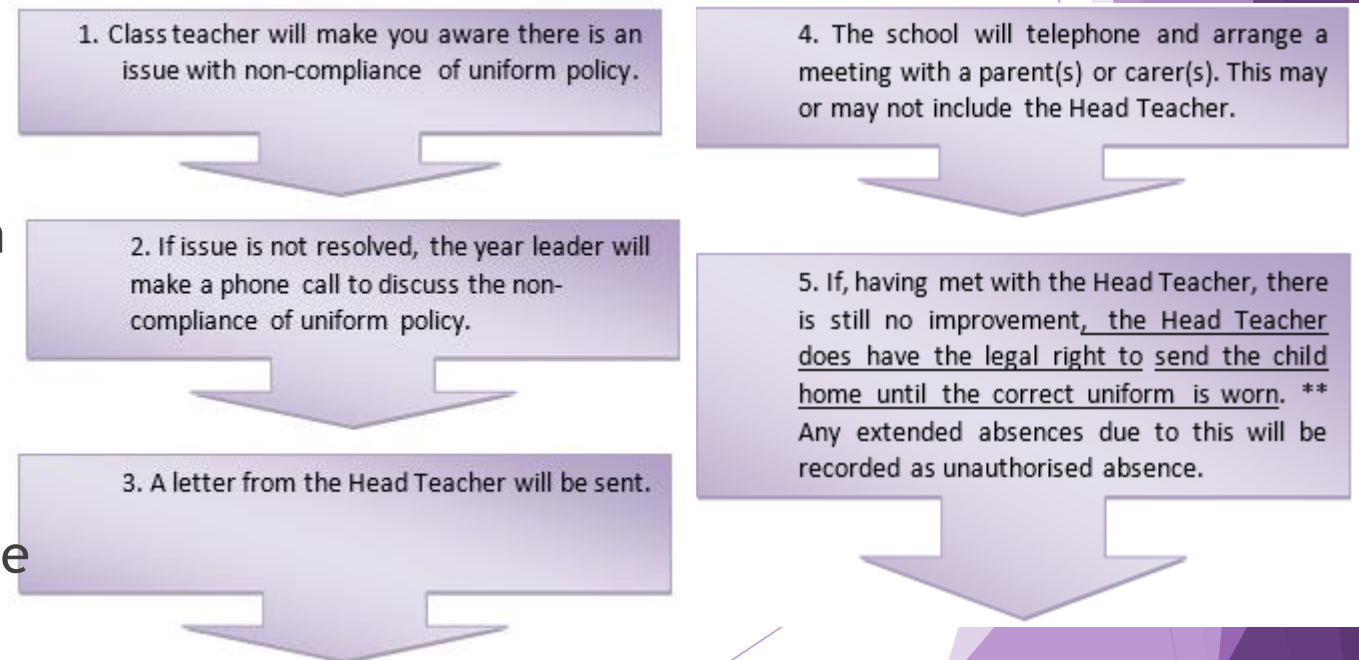 1. Class teacher will make you aware there is an
issue with non-compliance of uniform policy.
2. If issue is not resolved, the year leader will
make a phone call to discuss the non-
compliance of uniform policy.
3. A letter from the Head Teacher will be sent.
4. The school will telephone and arrange a
meeting with a parent(s) or carer(s). This may
or may not include the Head Teacher.
5. If, having met with the Head Teacher, there
is still no improvement, the Head Teacher
does have the legal right to send the child
home until the correct uniform is worn. **
Any extended absences due to this will be
recorded as unauthorised absence.